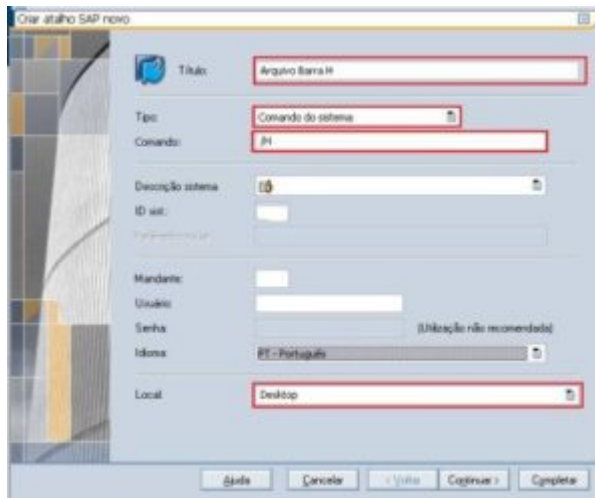 Criar atalho SAP novo
Título: Arquivo Barra H
Tipo: Comando do sistema
Comando: /H
Descrição sistema
ID sist.:
Mandante:
Usuário:
Senha (Utilização não recomendada)
Idioma PT - Português
Local: Desktop
Ajuda Cancelar < Voltar Continuar > Completar